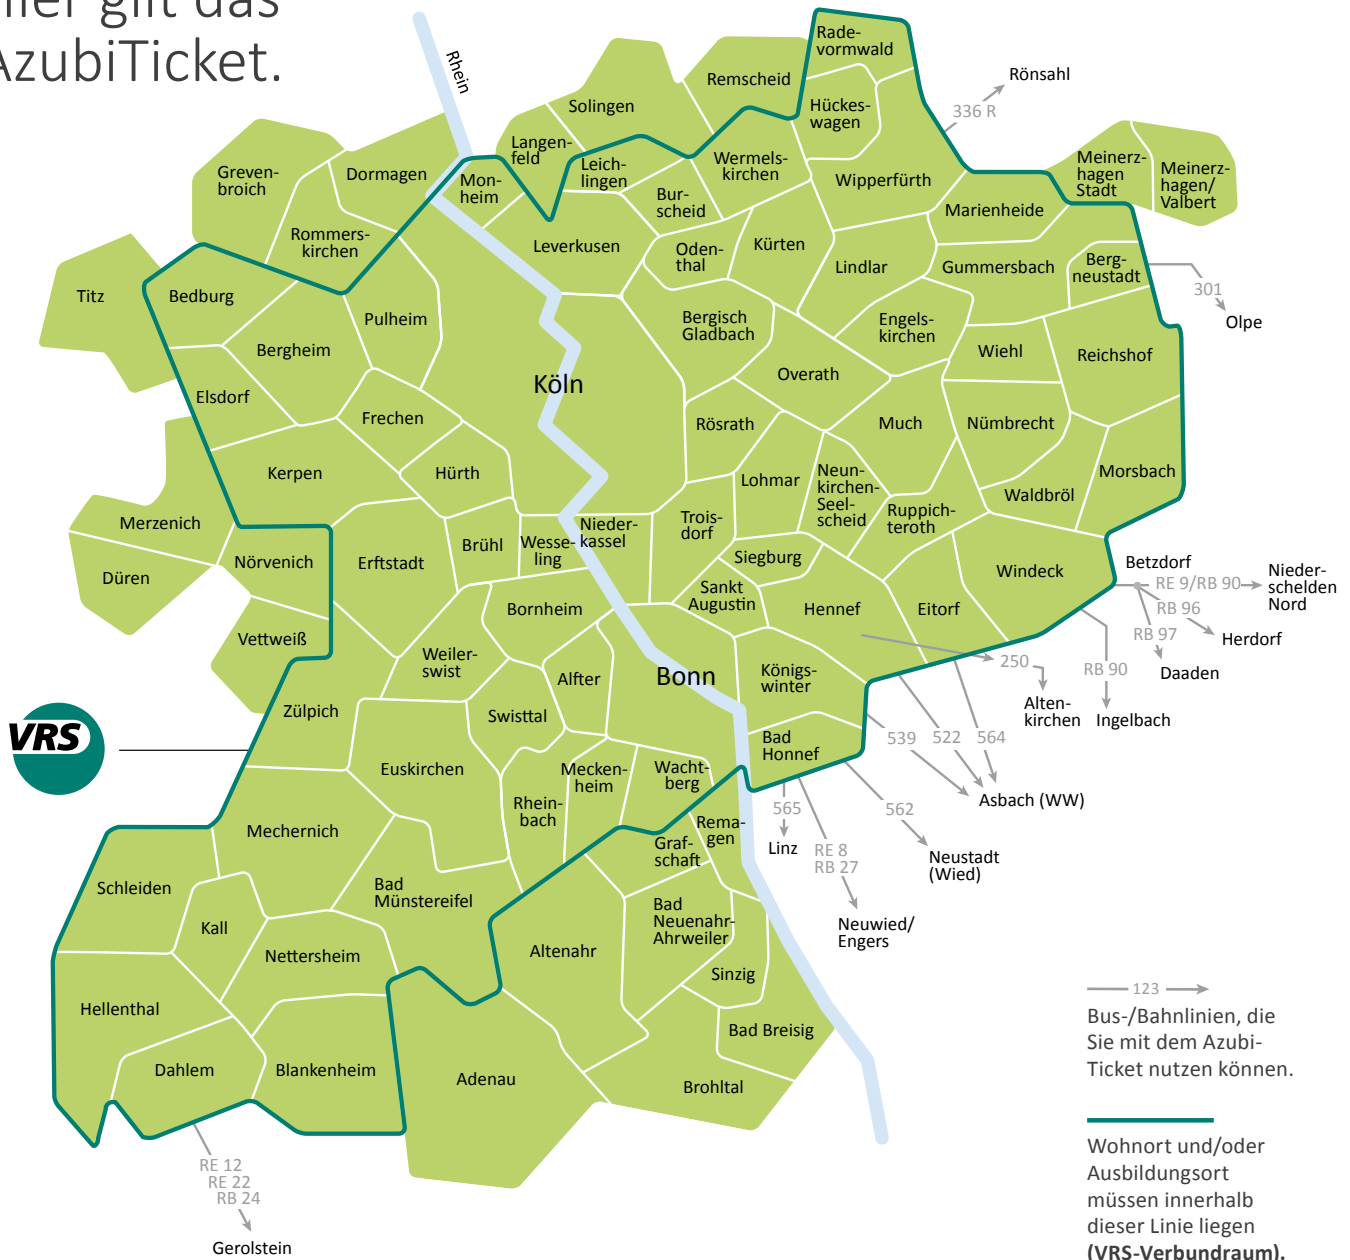 hier gilt das
AzubiTicket.
Rhein
Rade-
vormwald
Remscheid
Solingen
Hückes-
wagen
336 R
Rönsahl
Langen-
feld
Leich-
lingen
Wermels-
kirchen
Wipperfürth
Meinerz-
hagen
Stadt
Meinerz-
hagen/
Valbert
Greven-
broich
Dormagen
Mon-
heim
Bur-
scheid
Marienheide
Rommers-
kirchen
Leverkusen
Oden-
thal
Kürten
Lindlar
Gummersbach
Berg-
neustadt
301
Olpe
Titz
Bedburg
Pulheim
Bergheim
Bergisch
Gladbach
Engels-
kirchen
Wiehl
Reichshof
Köln
Overath
Elsdorf
Frechen
Rösrath
Much
Nümbrecht
Kerpen
Hürth
Lohmar
Neun-
kirchen-
Seel-
scheid
Ruppich-
teroth
Waldbröl
Morsbach
Merzenich
Düren
Nörvenich
Erftstadt
Brühl
Wesse-
ling
Nieder-
kassel
Trois-
dorf
Siegburg
Sankt
Augustin
Hennef
Eitorf
Windeck
Betzdorf
RE 9/RB 90
Nieder-
schelden
Nord
RB 96
Herdorf
RB 97
Daaden
RB 90
Ingelbach
250
Alten-
kirchen
Vettweiß
Bornheim
Weiler-
swist
Alfter
Bonn
Königs-
winter
Zülpich
Swisttal
VRS
Bad
Honnef
539
522
564
Asbach (WW)
Euskirchen
Mecken-
heim
Wacht-
berg
Rhein-
bach
565
Linz
562
Neustadt
(Wied)
RE 8
RB 27
Neuwied/
Engers
Mechernich
Graf-
schaft
Rema-
gen
Schleiden
Bad
Münstereifel
Kall
Nettersheim
Altenahr
Bad
Neuenahr-
Ahrweiler
Sinzig
Hellenthal
Bad Breisig
Dahlem
Blankenheim
Adenau
Brohltal
RE 12
RE 22
RB 24
Gerolstein
123
Bus-/Bahnlinien, die
Sie mit dem Azubi-
Ticket nutzen können.
Wohnort und/oder
Ausbildungsort
müssen innerhalb
dieser Linie liegen
(VRS-Verbundraum).